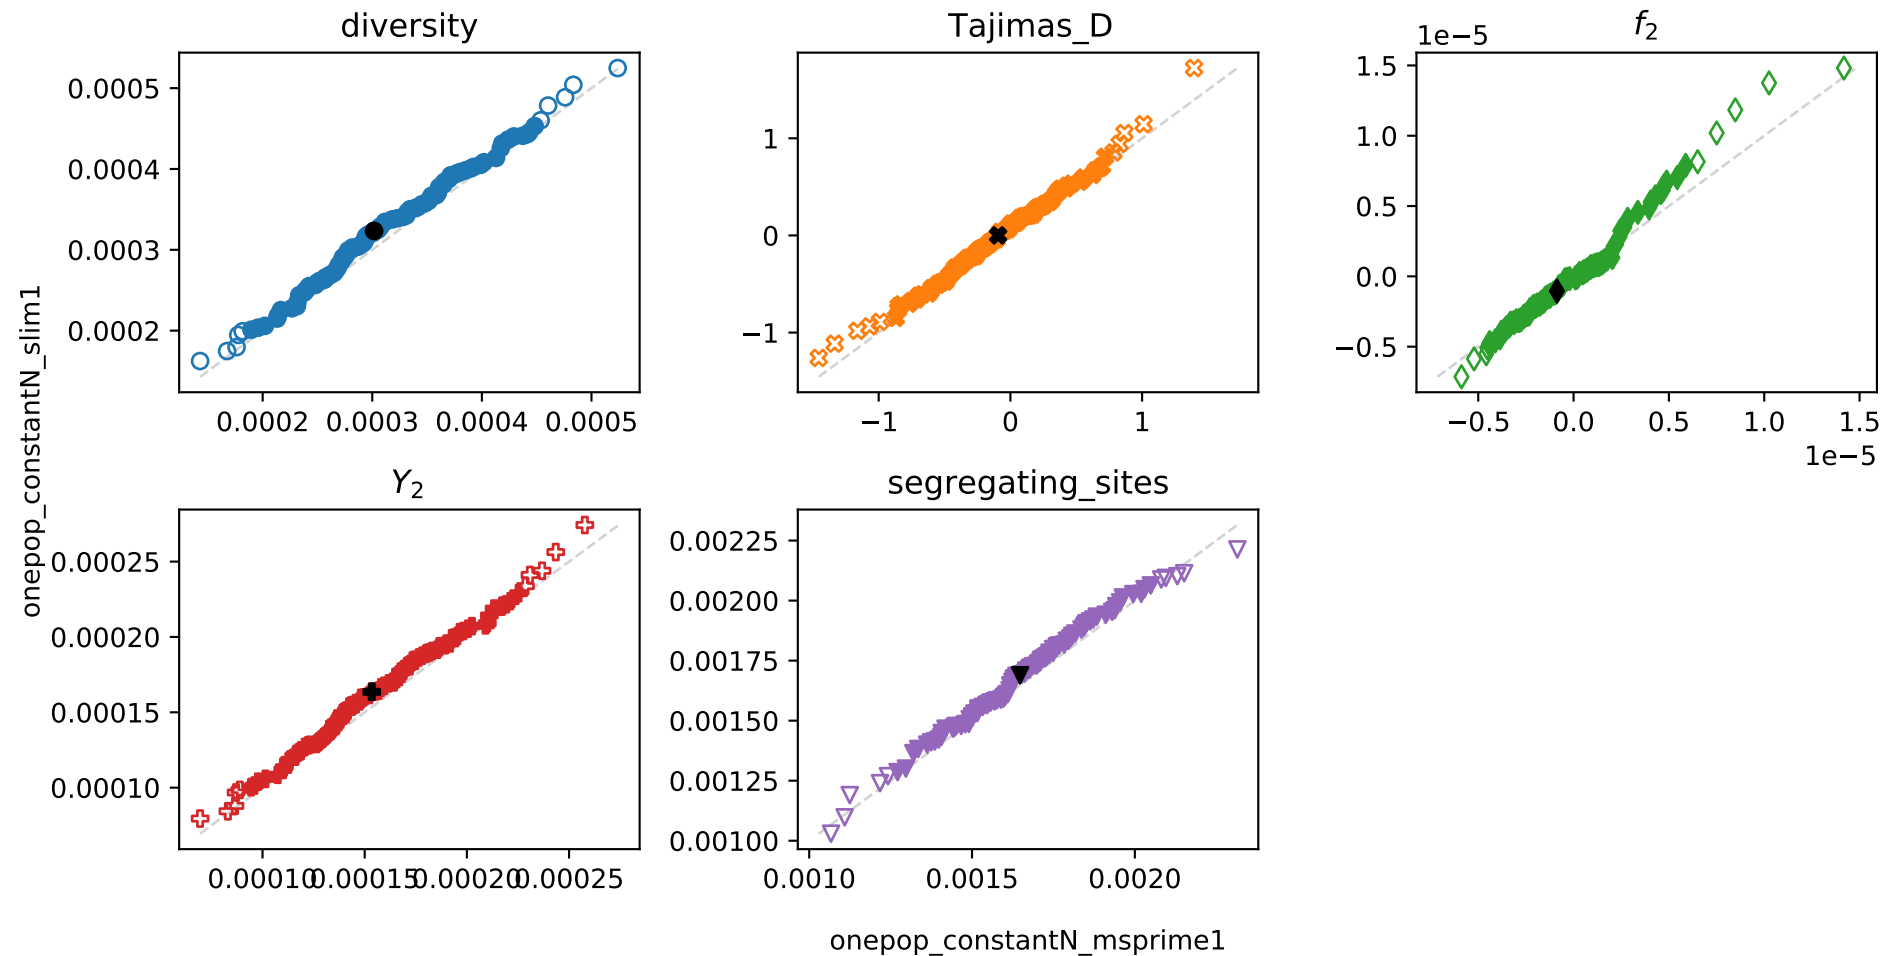 diversity
Tajimas_D
f2
1e−5
0.0005
0.0004
0.0003
0.0002
0.0002 0.0003 0.0004 0.0005
1
0
−1
−1 0 1
1.5
1.0
0.5
0.0
−0.5
−0.5 0.0 0.5 1.0 1.5
1e−5
onepop_constantN_slim1
Y2
segregating_sites
0.00025
0.00020
0.00015
0.00010
0.00010 0.00015 0.00020 0.00025
0.00225
0.00200
0.00175
0.00150
0.00125
0.00100
0.0010 0.0015 0.0020
onepop_constantN_msprime1